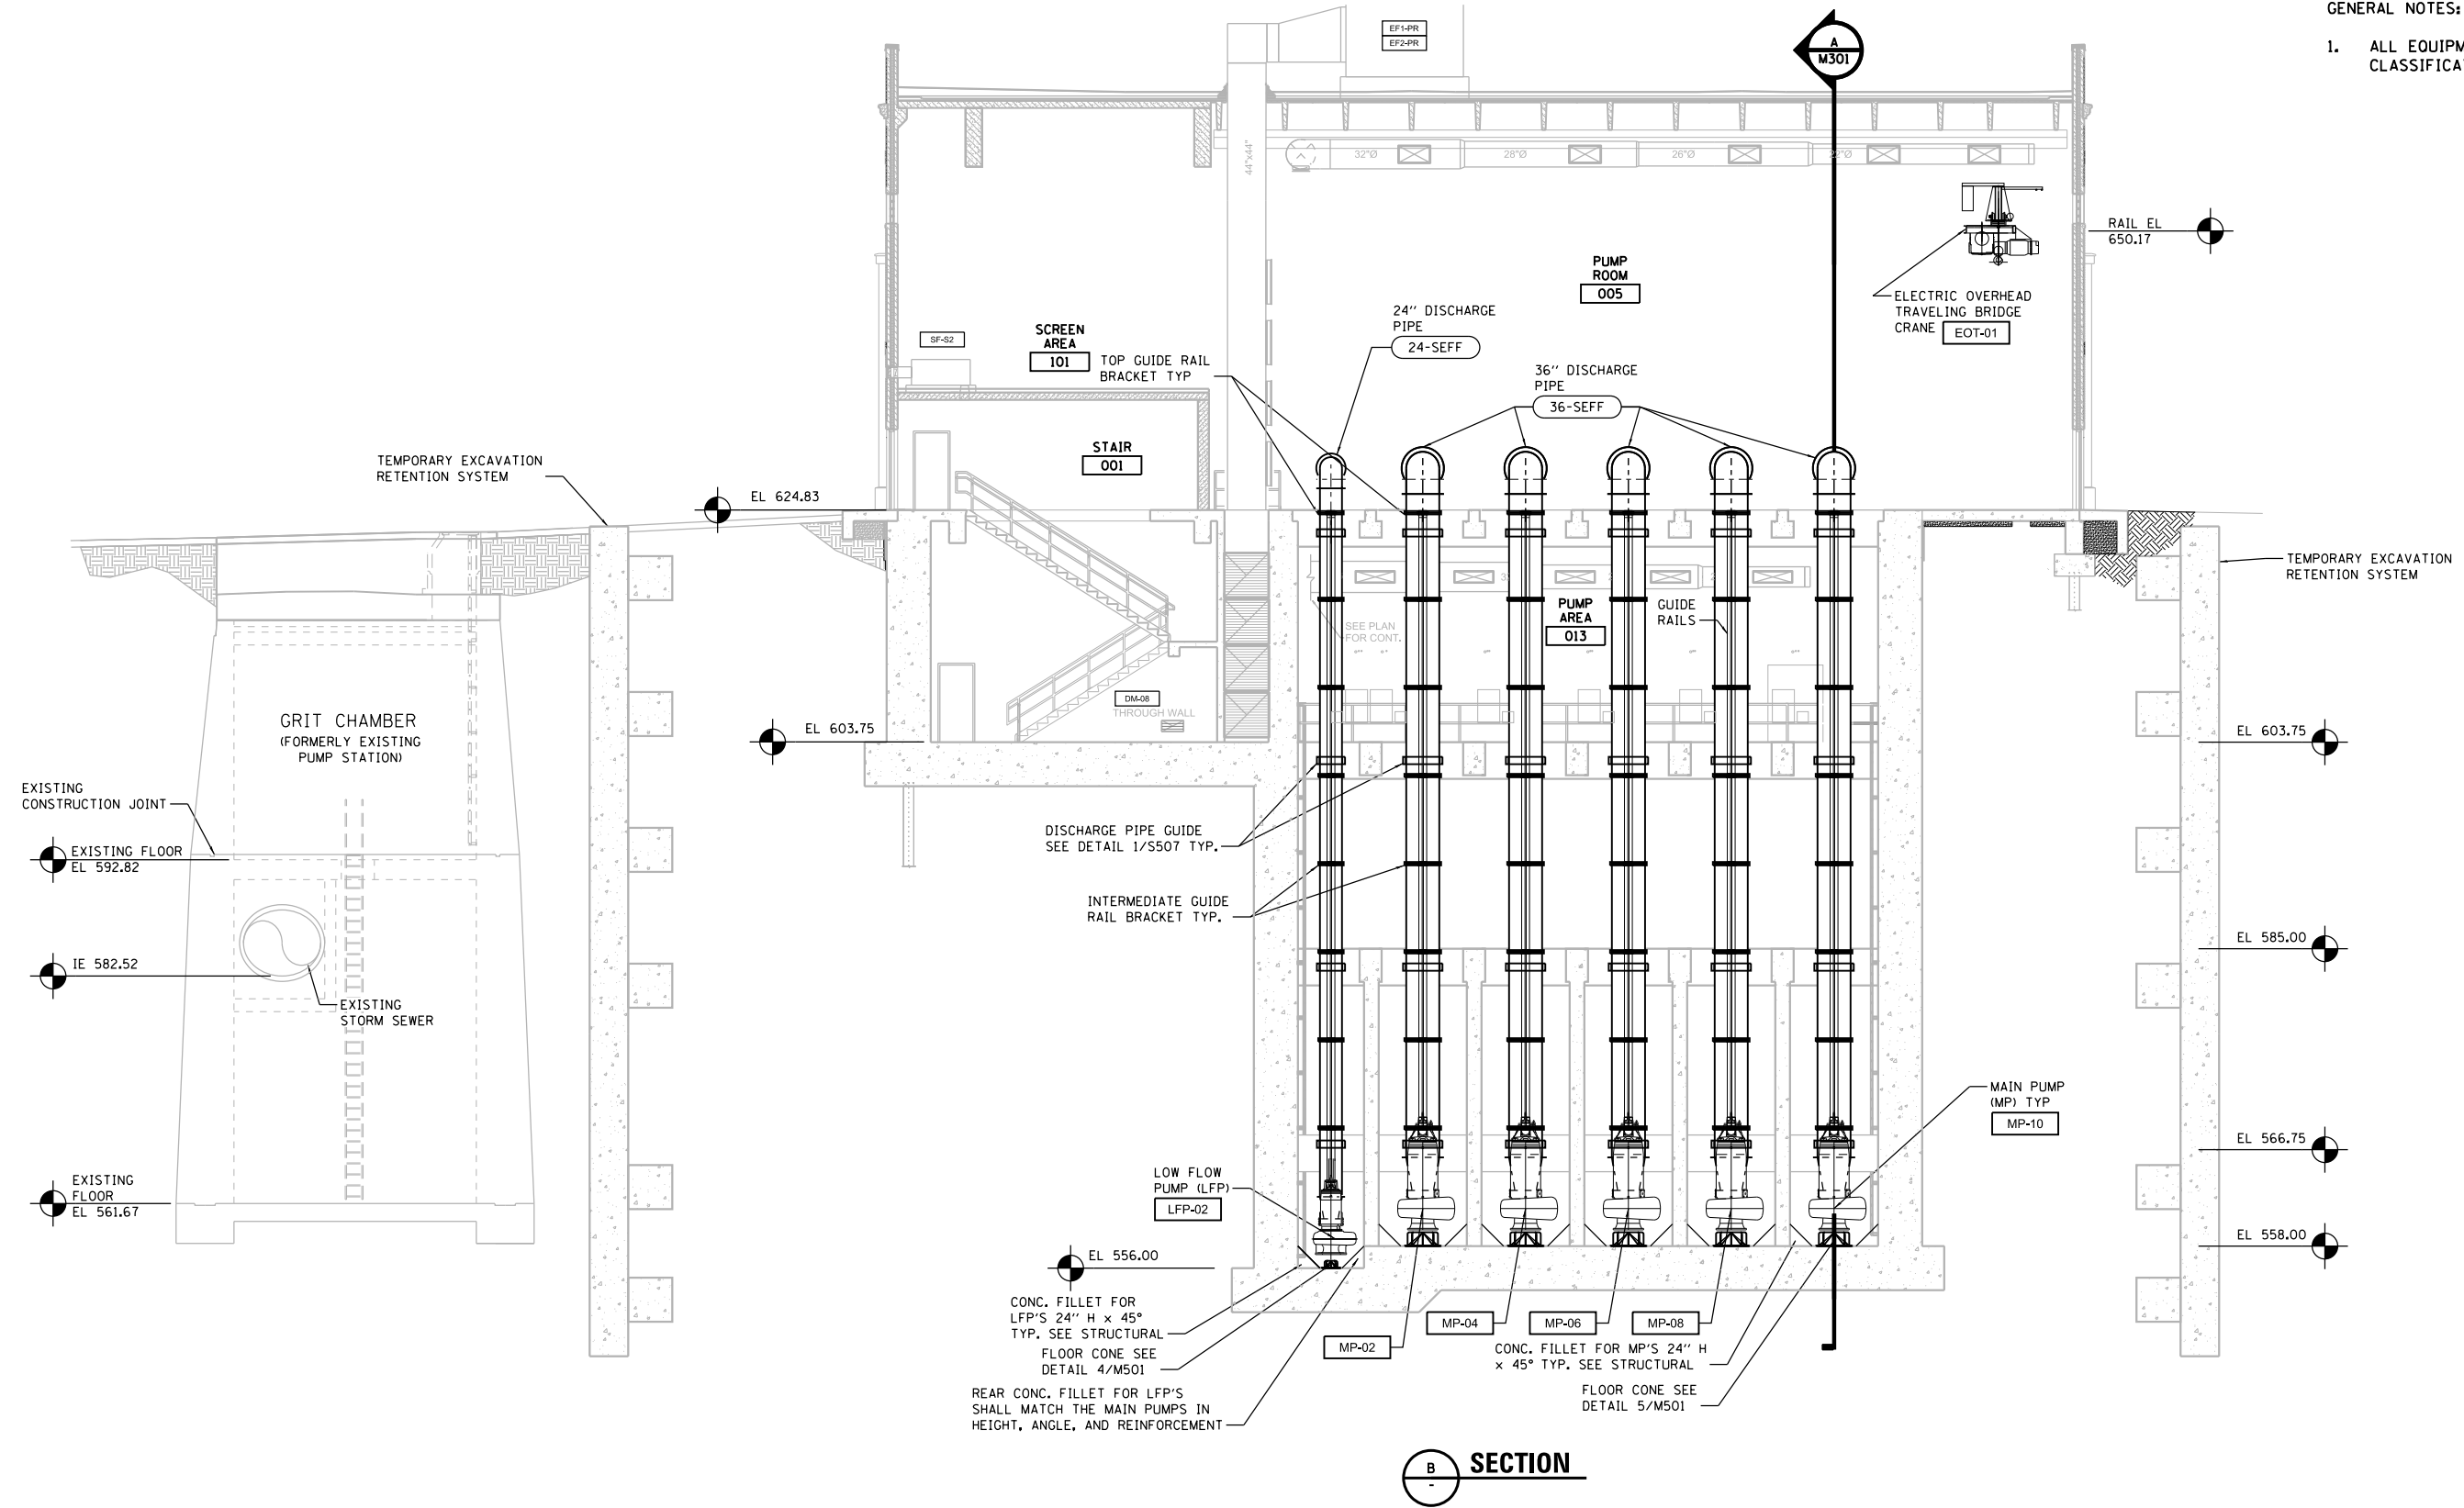 GENERAL NOTES:
1. ALL EQUIPM
CLASSIFICA
EF1-PR
EF2-PR
A
M301
44"x44"
32"Ø
28"Ø
26"Ø
22"Ø
RAIL EL
650.17
PUMP
ROOM
005
ELECTRIC OVERHEAD
TRAVELING BRIDGE
CRANE EOT-01
24'' DISCHARGE
PIPE
24-SEFF
SF-S2
SCREEN
AREA
101
TOP GUIDE RAIL
BRACKET TYP
36'' DISCHARGE
PIPE
36-SEFF
STAIR
001
TEMPORARY EXCAVATION
RETENTION SYSTEM
EL 624.83
TEMPORARY EXCAVATION
RETENTION SYSTEM
PUMP
AREA
013
GUIDE
RAILS
SEE PLAN
FOR CONT.
DM-08
THROUGH WALL
GRIT CHAMBER
(FORMERLY EXISTING
PUMP STATION)
EL 603.75
EL 603.75
EXISTING
CONSTRUCTION JOINT
DISCHARGE PIPE GUIDE
SEE DETAIL 1/S507 TYP.
EXISTING FLOOR
EL 592.82
INTERMEDIATE GUIDE
RAIL BRACKET TYP.
EL 585.00
IE 582.52
EXISTING
STORM SEWER
MAIN PUMP
(MP) TYP
MP-10
EL 566.75
LOW FLOW
PUMP (LFP)
LFP-02
EXISTING
FLOOR
EL 561.67
EL 558.00
EL 556.00
CONC. FILLET FOR
LFP'S 24'' H x 45°
TYP. SEE STRUCTURAL
MP-02
MP-04
MP-06
MP-08
FLOOR CONE SEE
DETAIL 4/M501
CONC. FILLET FOR MP'S 24'' H
x 45° TYP. SEE STRUCTURAL
REAR CONC. FILLET FOR LFP'S
SHALL MATCH THE MAIN PUMPS IN
HEIGHT, ANGLE, AND REINFORCEMENT
FLOOR CONE SEE
DETAIL 5/M501
B
-
SECTION